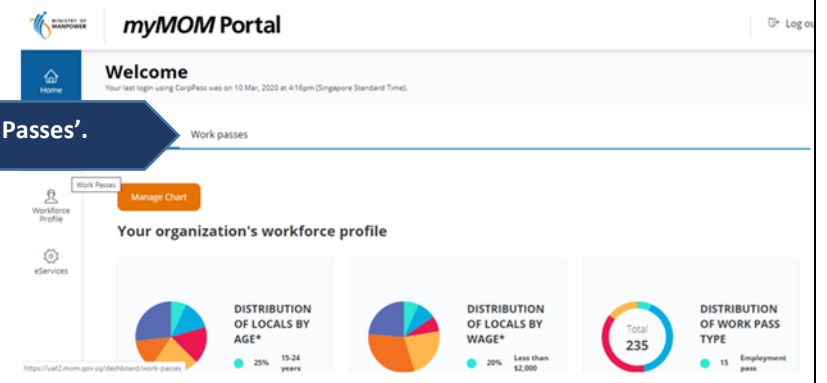 MINISTRY OF
MANPOWER
myMOM Portal
Log ou
Home
Welcome
Your last login using CorpPass was on 10 Mar, 2020 at 4:16pm (Singapore Standard Time).
Passes’.
Work passes
Work Passes
Workforce
Profile
Manage Chart
Your organization's workforce profile
eServices
DISTRIBUTION
OF LOCALS BY
AGE*
25% 15-24
years
DISTRIBUTION
OF LOCALS BY
WAGE*
20% Less than
$2,000
Total
235
DISTRIBUTION
OF WORK PASS
TYPE
15 Employment
pass
https://uat2.mom.gov.sg/dashboard/work-passes